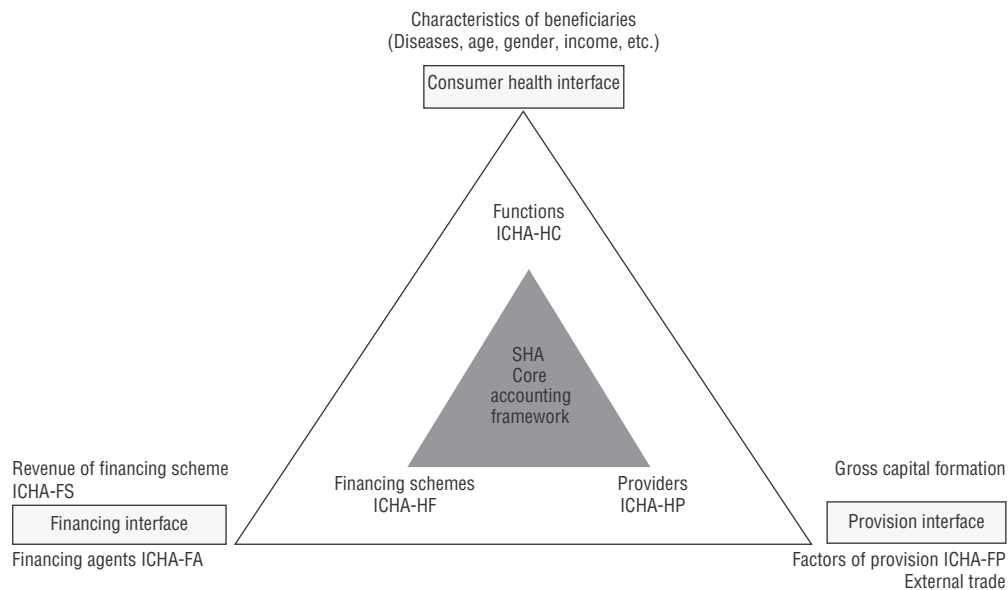 Characteristics of beneficiaries
(Diseases, age, gender, income, etc.)
Consumer health interface
Functions
ICHA-HC
SHA
Core
accounting
framework
Revenue of financing scheme
ICHA-FS
Financing interface
Financing agents ICHA-FA
Financing schemes
ICHA-HF
Providers
ICHA-HP
Gross capital formation
Provision interface
Factors of provision ICHA-FP
External trade